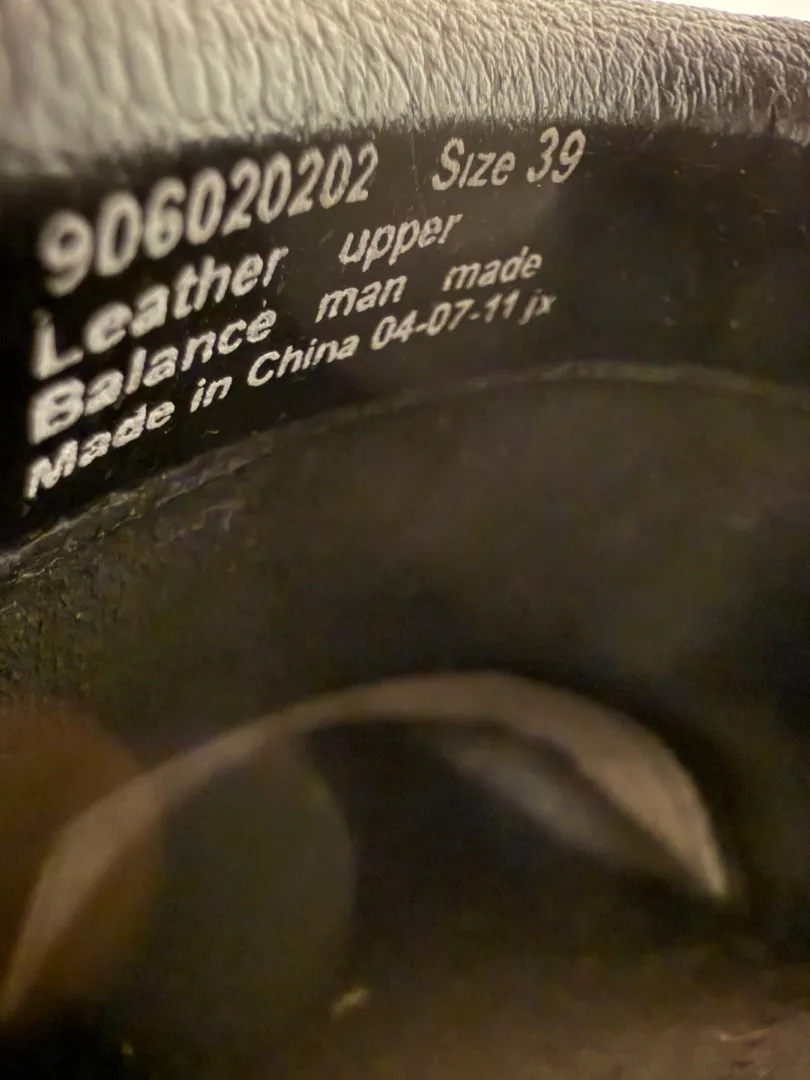 906020202 Size 39
Leather upper
Balance man made
Made in China 04-07-11 jx